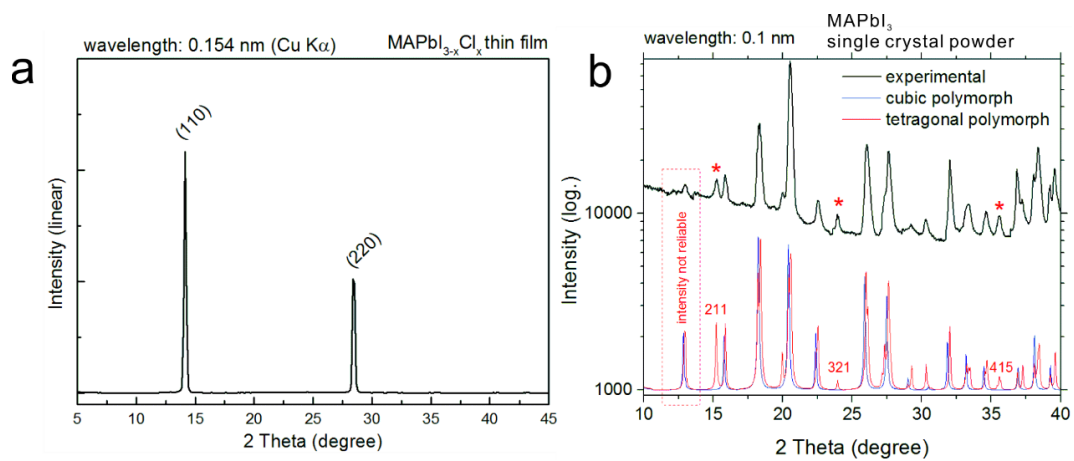 a
wavelength: 0.154 nm (Cu Kα)
MAPbI3-xClx thin film
(110)
(220)
Intensity (linear)
5 10 15 20 25 30 35 40 45
2 Theta (degree)
b
MAPbI3
single crystal powder
wavelength: 0.1 nm
experimental
cubic polymorph
tetragonal polymorph
* * *
10000
1000
Intensity (log.)
intensity not reliable
211
321
415
10 15 20 25 30 35 40
2 Theta (degree)